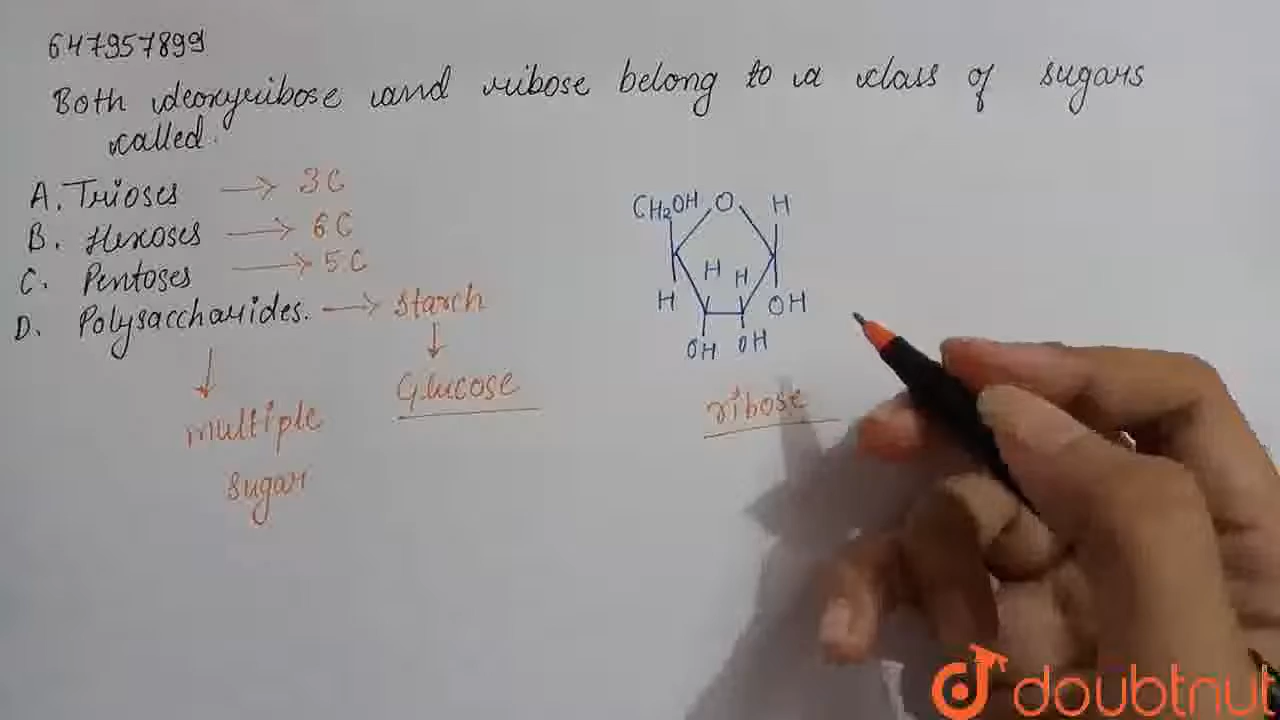 647957899
Both deoxyribose and ribose belong to a class of sugars
called.
A. Trioses → 3C
B. Hexoses → 6C
C. Pentoses → 5C
D. Polysaccharides. → Starch
↓ ↓
multiple Glucose
sugar
CH₂OH O H
H H
H OH
OH OH
ribose
doubtnut